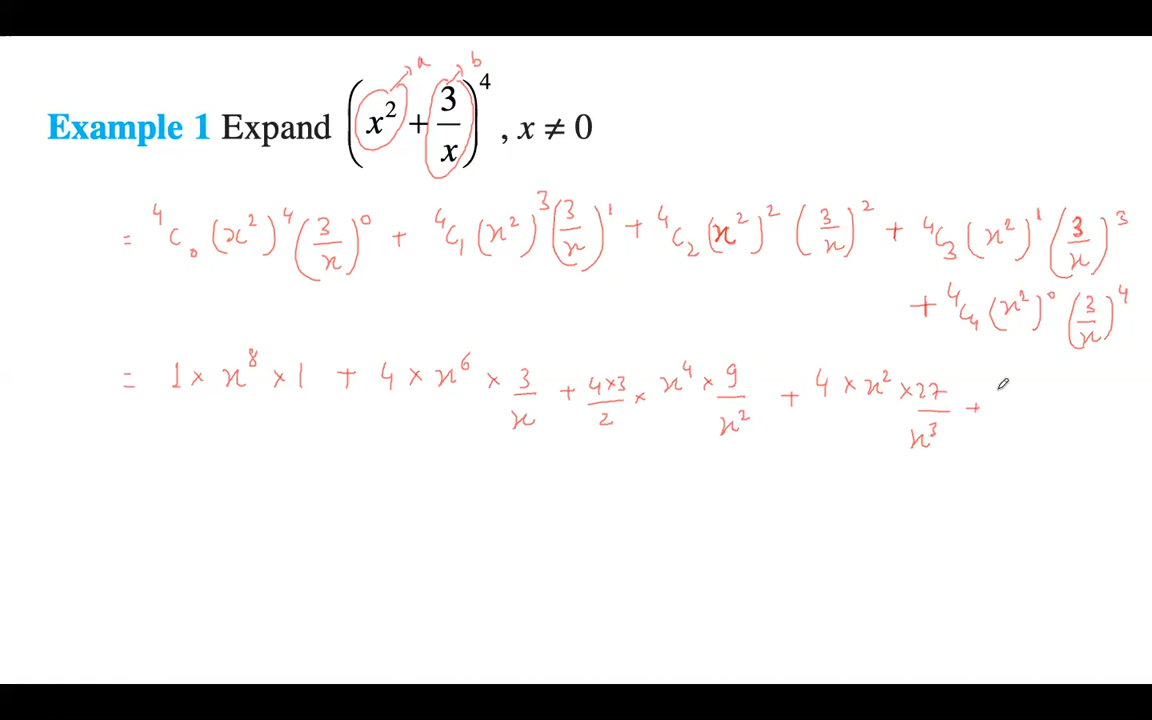 Example 1 Expand (x² + 3/x)⁴ , x ≠ 0
a b
= ⁴C₀ (x²)⁴ (3/x)⁰ + ⁴C₁ (x²)³ (3/x)¹ + ⁴C₂ (x²)² (3/x)² + ⁴C₃ (x²)¹ (3/x)³
+ ⁴C₄ (x²)⁰ (3/x)⁴
= 1 × x⁸ × 1 + 4 × x⁶ × 3/x + 4×3/2 × x⁴ × 9/x² + 4 × x² × 27/x³ +